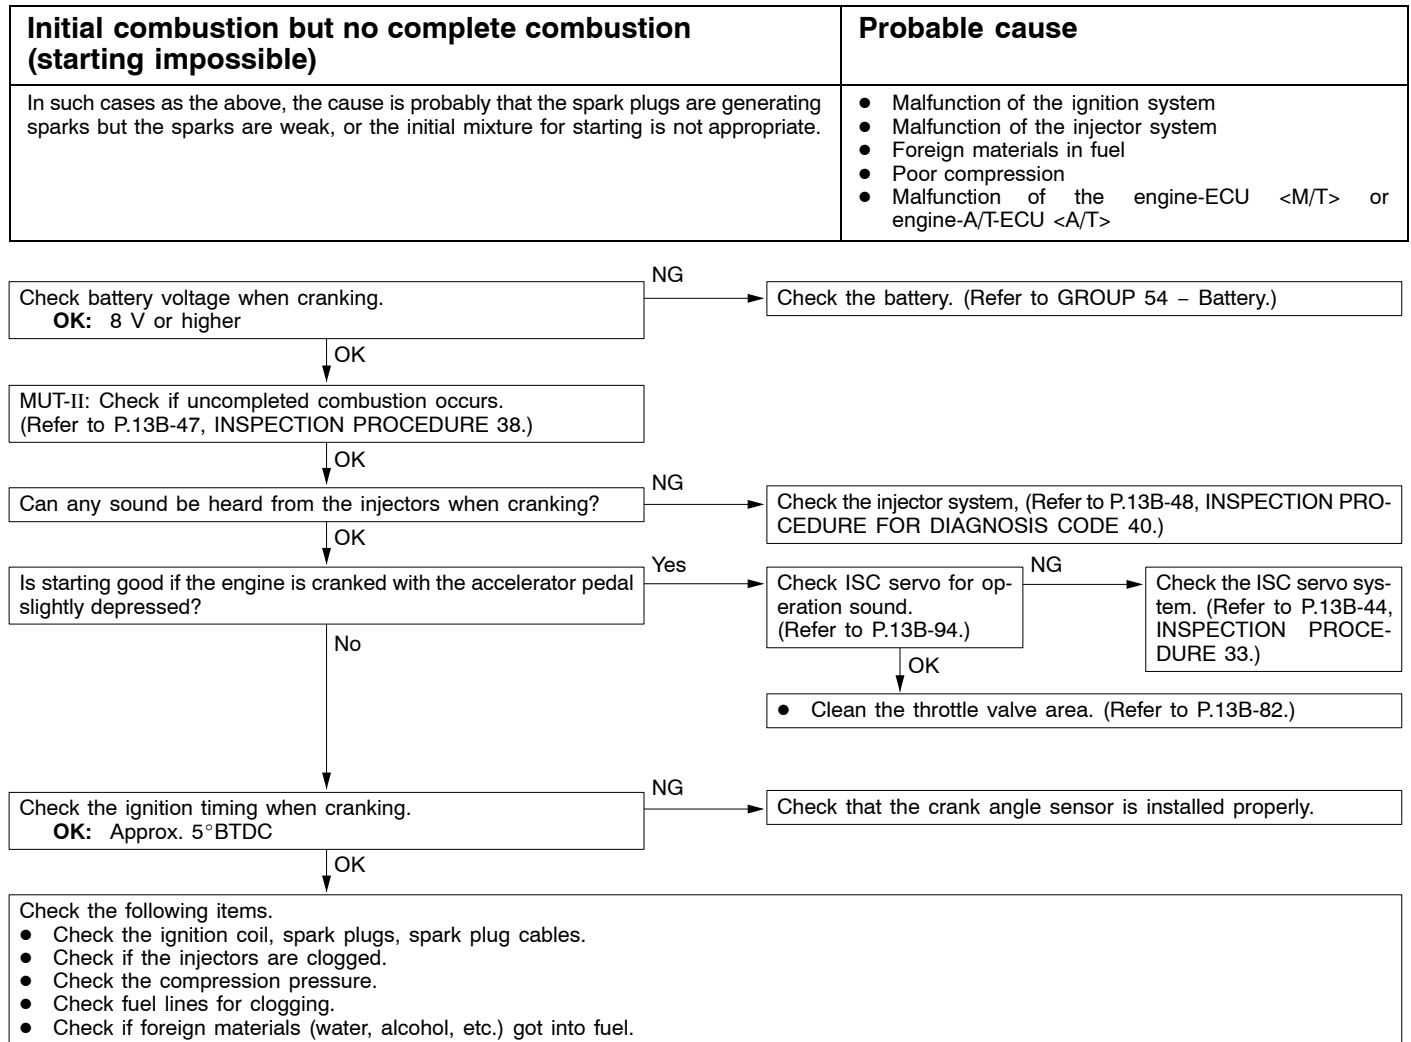 Initial combustion but no complete combustion
(starting impossible)
Probable cause
In such cases as the above, the cause is probably that the spark plugs are generating
sparks but the sparks are weak, or the initial mixture for starting is not appropriate.
● Malfunction of the ignition system
● Malfunction of the injector system
● Foreign materials in fuel
● Poor compression
● Malfunction of the engine-ECU <M/T> or
engine-A/T-ECU <A/T>
Check battery voltage when cranking.
OK: 8 V or higher
NG
Check the battery. (Refer to GROUP 54 – Battery.)
OK
MUT-II: Check if uncompleted combustion occurs.
(Refer to P.13B-47, INSPECTION PROCEDURE 38.)
OK
Can any sound be heard from the injectors when cranking?
NG
Check the injector system, (Refer to P.13B-48, INSPECTION PRO-
CEDURE FOR DIAGNOSIS CODE 40.)
OK
Is starting good if the engine is cranked with the accelerator pedal
slightly depressed?
Yes
Check ISC servo for op-
eration sound.
(Refer to P.13B-94.)
NG
Check the ISC servo sys-
tem. (Refer to P.13B-44,
INSPECTION PROCE-
DURE 33.)
OK
● Clean the throttle valve area. (Refer to P.13B-82.)
No
Check the ignition timing when cranking.
OK: Approx. 5°BTDC
NG
Check that the crank angle sensor is installed properly.
OK
Check the following items.
● Check the ignition coil, spark plugs, spark plug cables.
● Check if the injectors are clogged.
● Check the compression pressure.
● Check fuel lines for clogging.
● Check if foreign materials (water, alcohol, etc.) got into fuel.